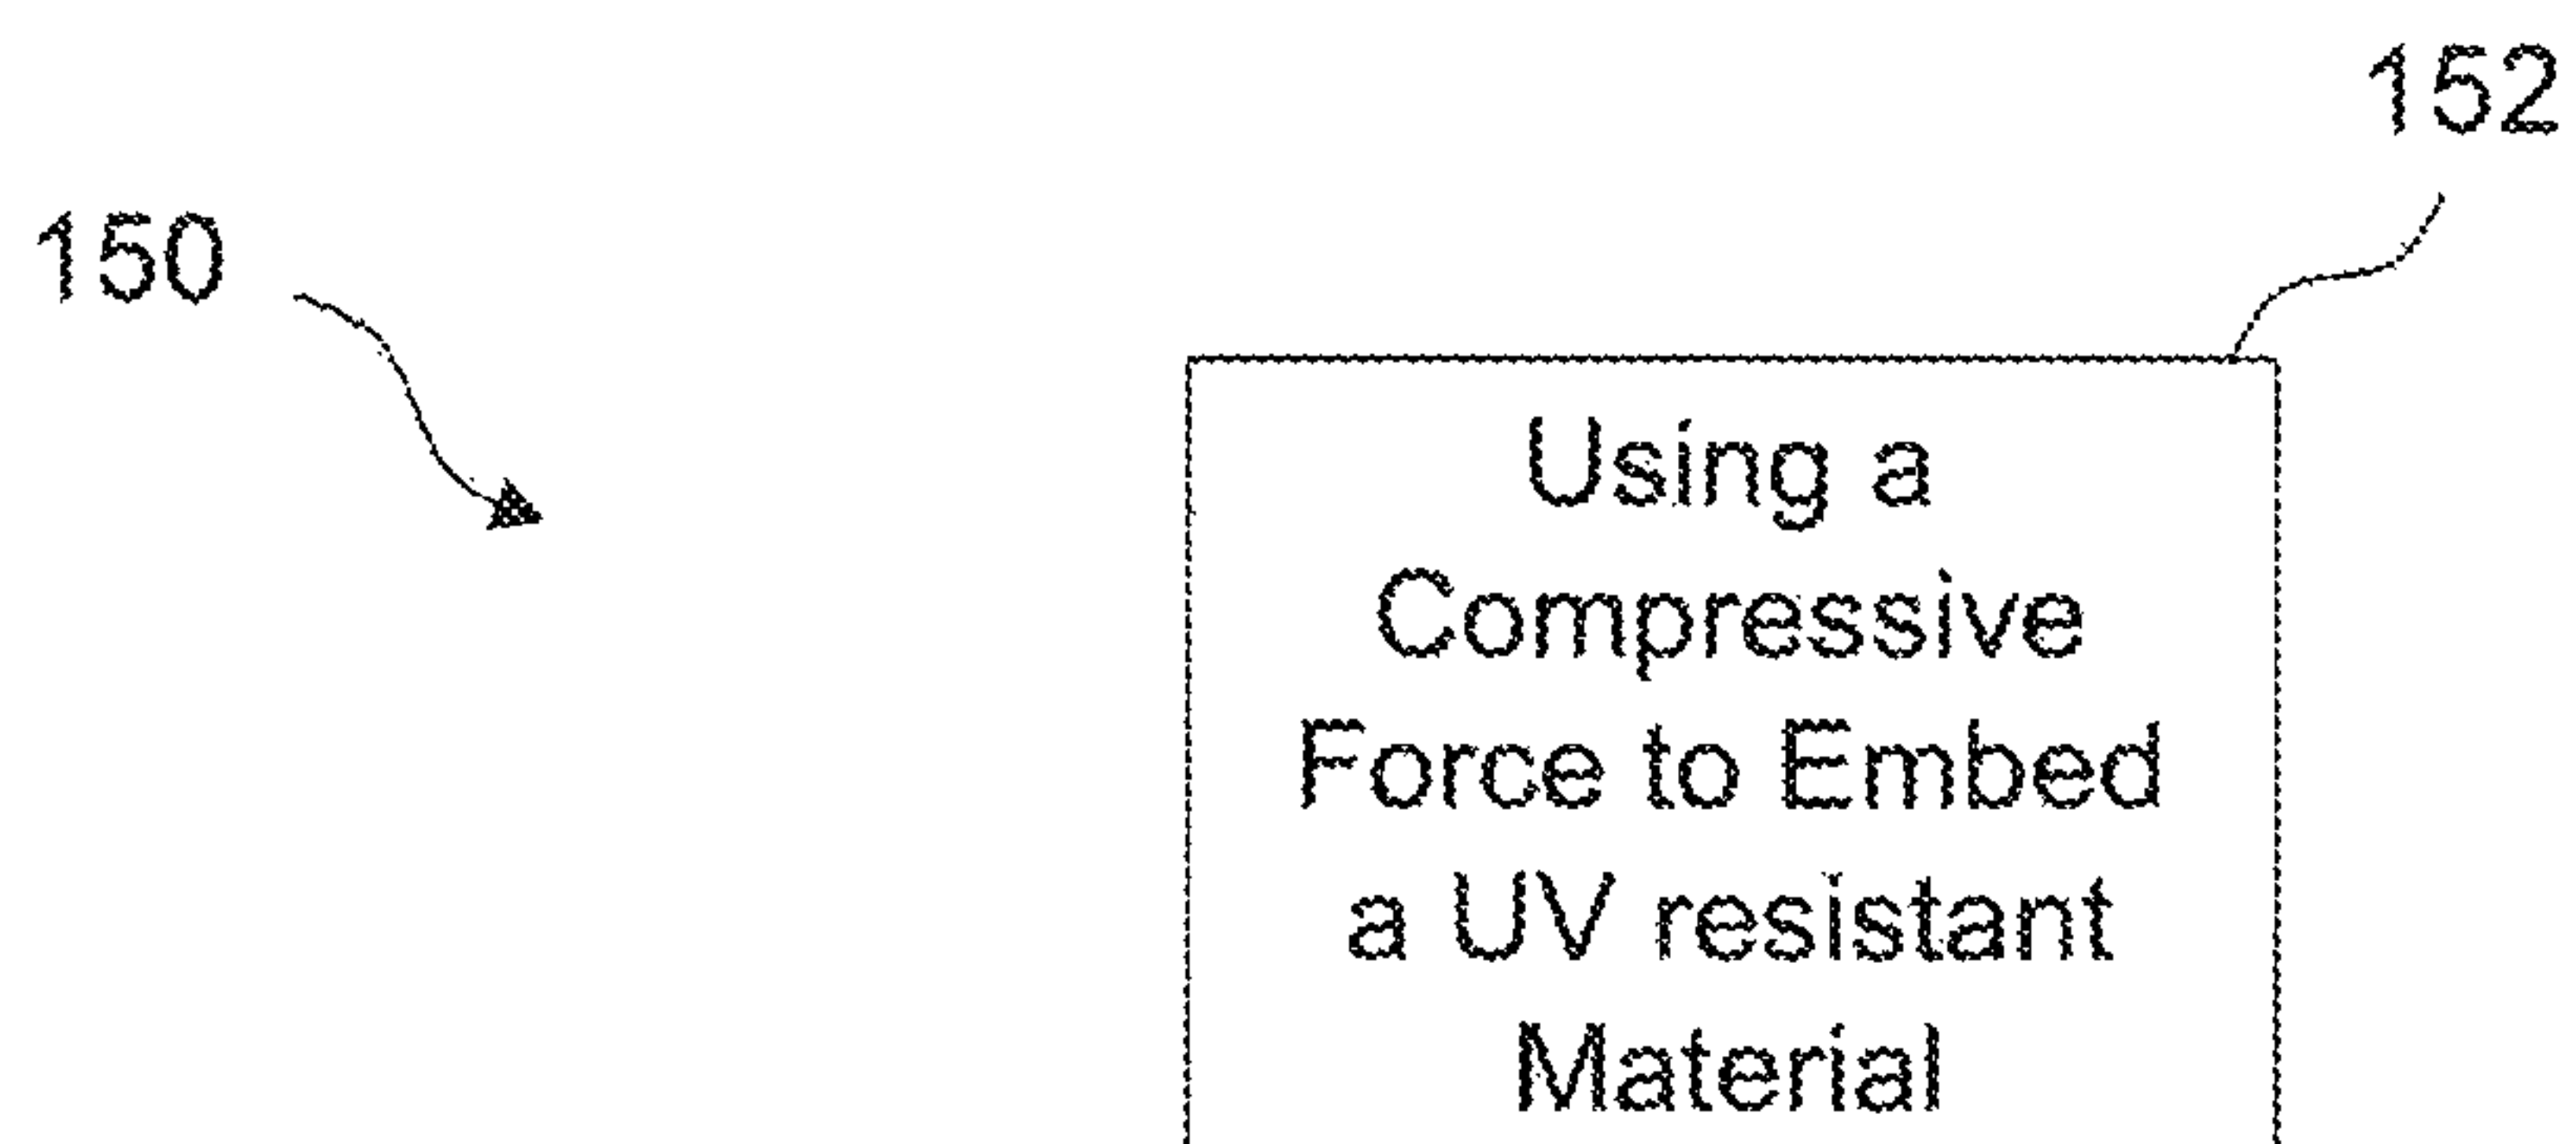 152
150
Using a
Compressive
Force to Embed
a UV resistant
Material